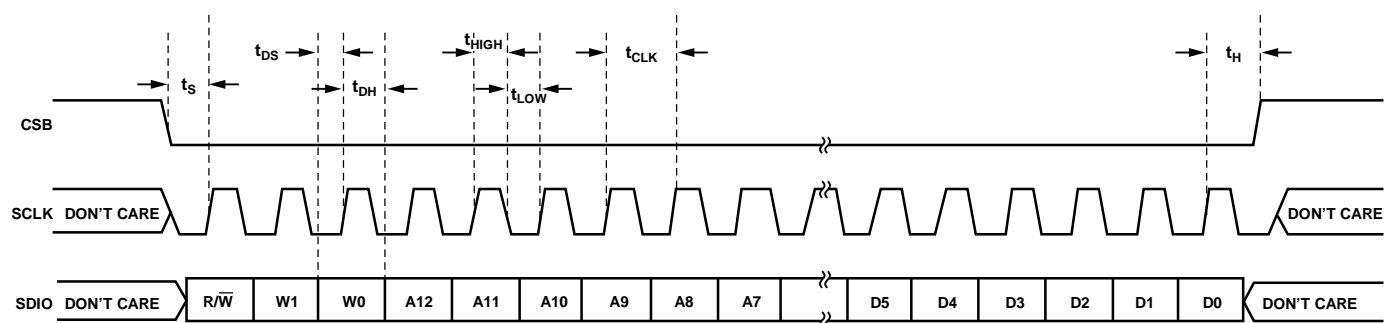 tHIGH
tDS tCLK tH
tS tDH tLOW
CSB
SCLK DON'T CARE DON'T CARE
SDIO DON'T CARE R/W̅ W1 W0 A12 A11 A10 A9 A8 A7 D5 D4 D3 D2 D1 D0 DON'T CARE